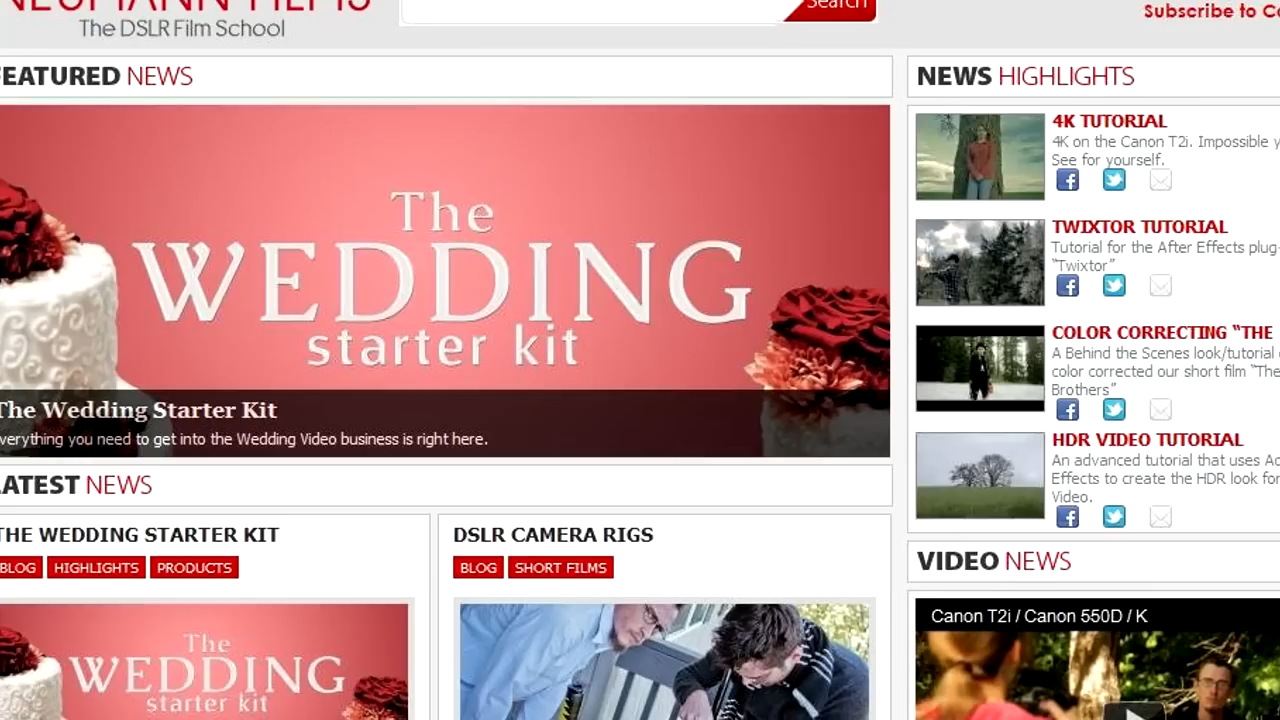 NEUMANN FILMS
The DSLR Film School
Search
Subscribe to
FEATURED NEWS
The
WEDDING
starter kit
The Wedding Starter Kit
verything you need to get into the Wedding Video business is right here.
LATEST NEWS
THE WEDDING STARTER KIT
BLOG HIGHLIGHTS PRODUCTS
The
WEDDING
starter kit
DSLR CAMERA RIGS
BLOG SHORT FILMS
NEWS HIGHLIGHTS
4K TUTORIAL
4K on the Canon T2i. Impossible
See for yourself.
TWIXTOR TUTORIAL
Tutorial for the After Effects plug-
"Twixtor"
COLOR CORRECTING "THE
A Behind the Scenes look/tutorial
color corrected our short film "The
Brothers"
HDR VIDEO TUTORIAL
An advanced tutorial that uses
Effects to create the HDR look for
Video.
VIDEO NEWS
Canon T2i / Canon 550D / K